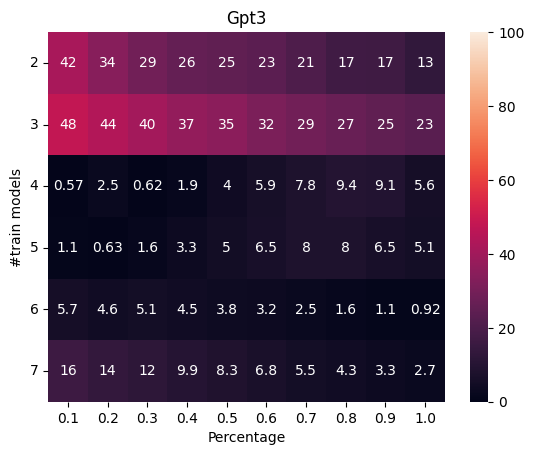 Gpt3
2 42 34 29 26 25 23 21 17 17 13
3 48 44 40 37 35 32 29 27 25 23
4 0.57 2.5 0.62 1.9 4 5.9 7.8 9.4 9.1 5.6
5 1.1 0.63 1.6 3.3 5 6.5 8 8 6.5 5.1
6 5.7 4.6 5.1 4.5 3.8 3.2 2.5 1.6 1.1 0.92
7 16 14 12 9.9 8.3 6.8 5.5 4.3 3.3 2.7
0.1 0.2 0.3 0.4 0.5 0.6 0.7 0.8 0.9 1.0
Percentage
#train models
100
80
60
40
20
0